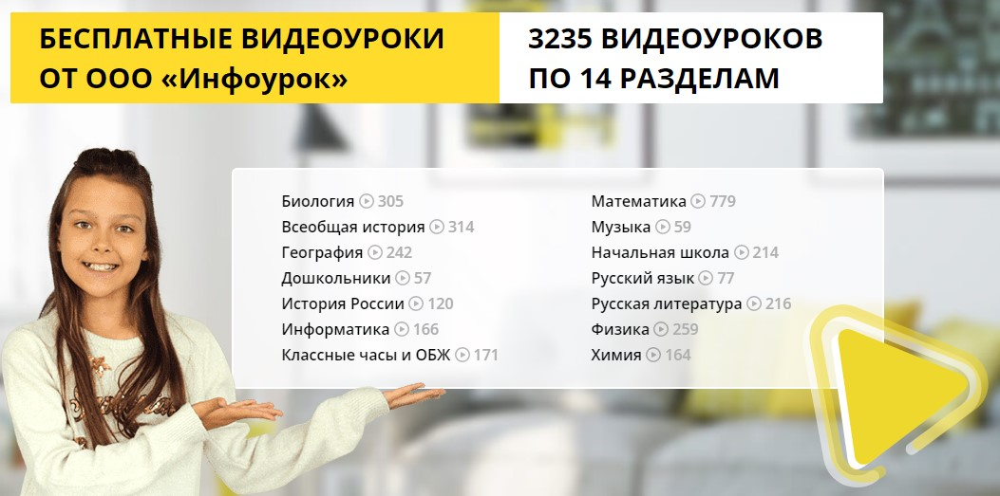 БЕСПЛАТНЫЕ ВИДЕОУРОКИ
ОТ ООО «Инфоурок»
3235 ВИДЕОУРОКОВ
ПО 14 РАЗДЕЛАМ
Биология 305
Всеобщая история 314
География 242
Дошкольники 57
История России 120
Информатика 166
Классные часы и ОБЖ 171
Математика 779
Музыка 59
Начальная школа 214
Русский язык 77
Русская литература 216
Физика 259
Химия 164